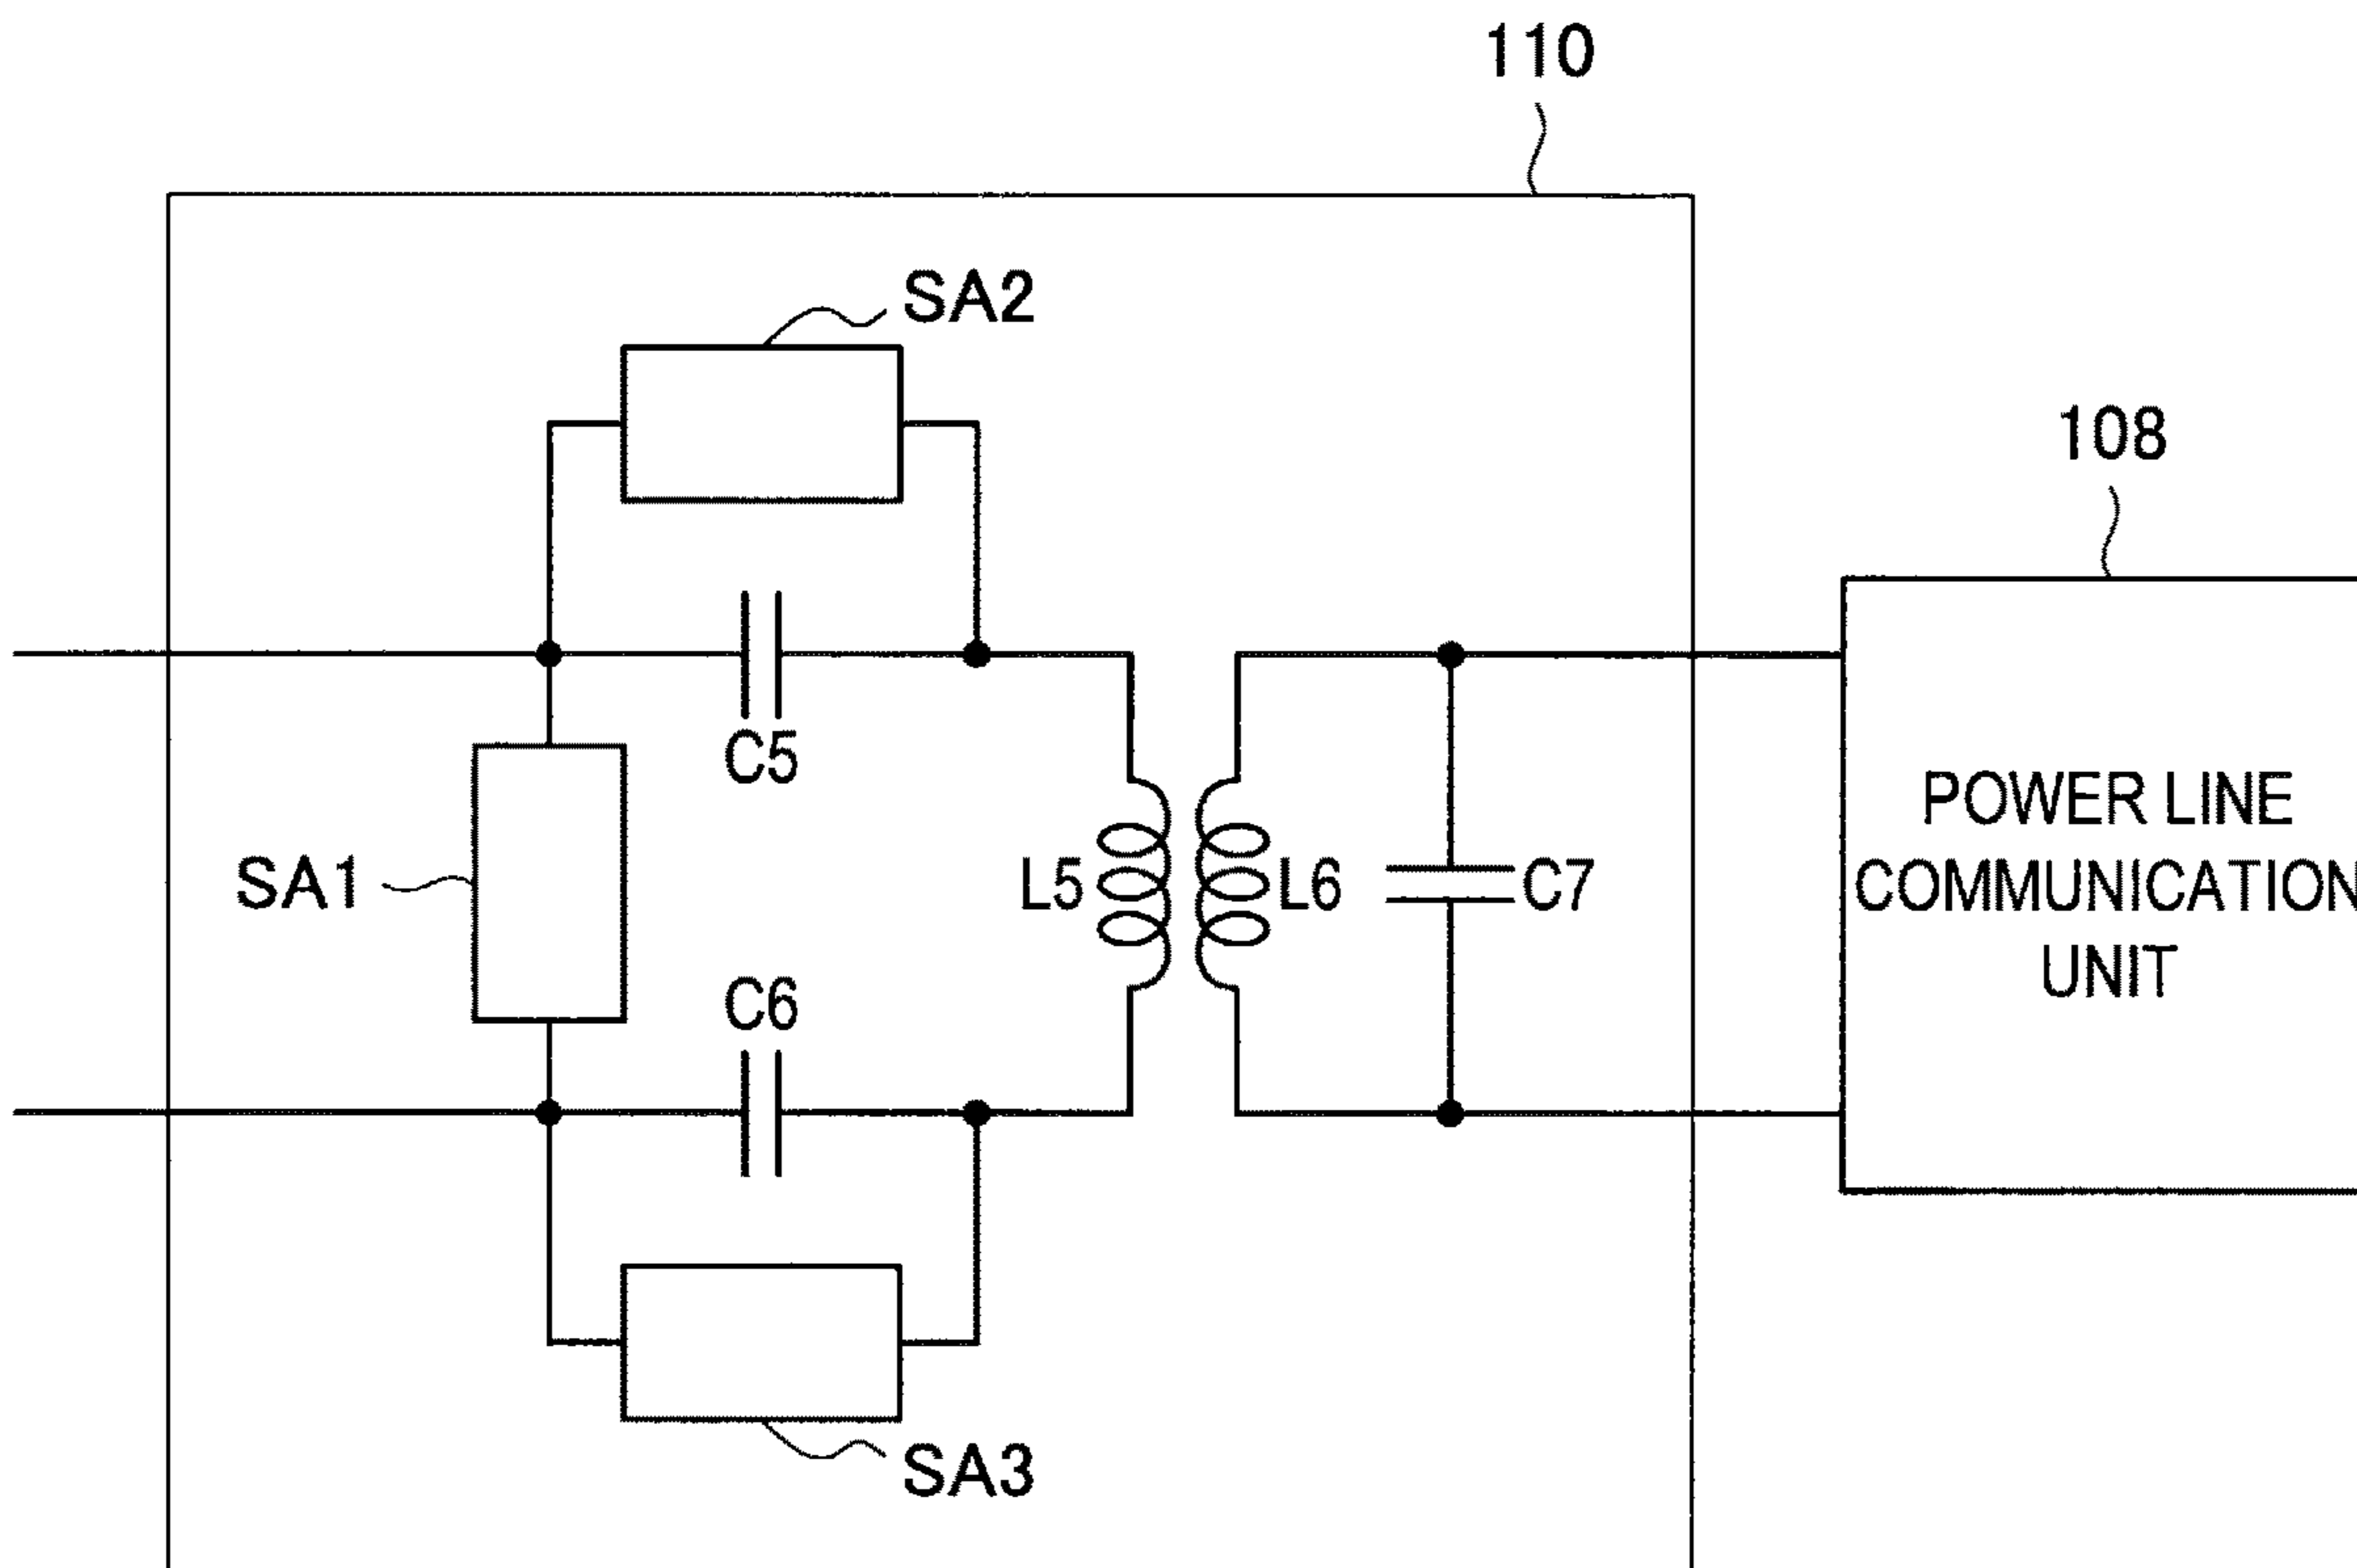 110
SA2
108
C5
POWER LINE
SA1
L5
L6
C7
COMMUNICATION
C6
UNIT
SA3